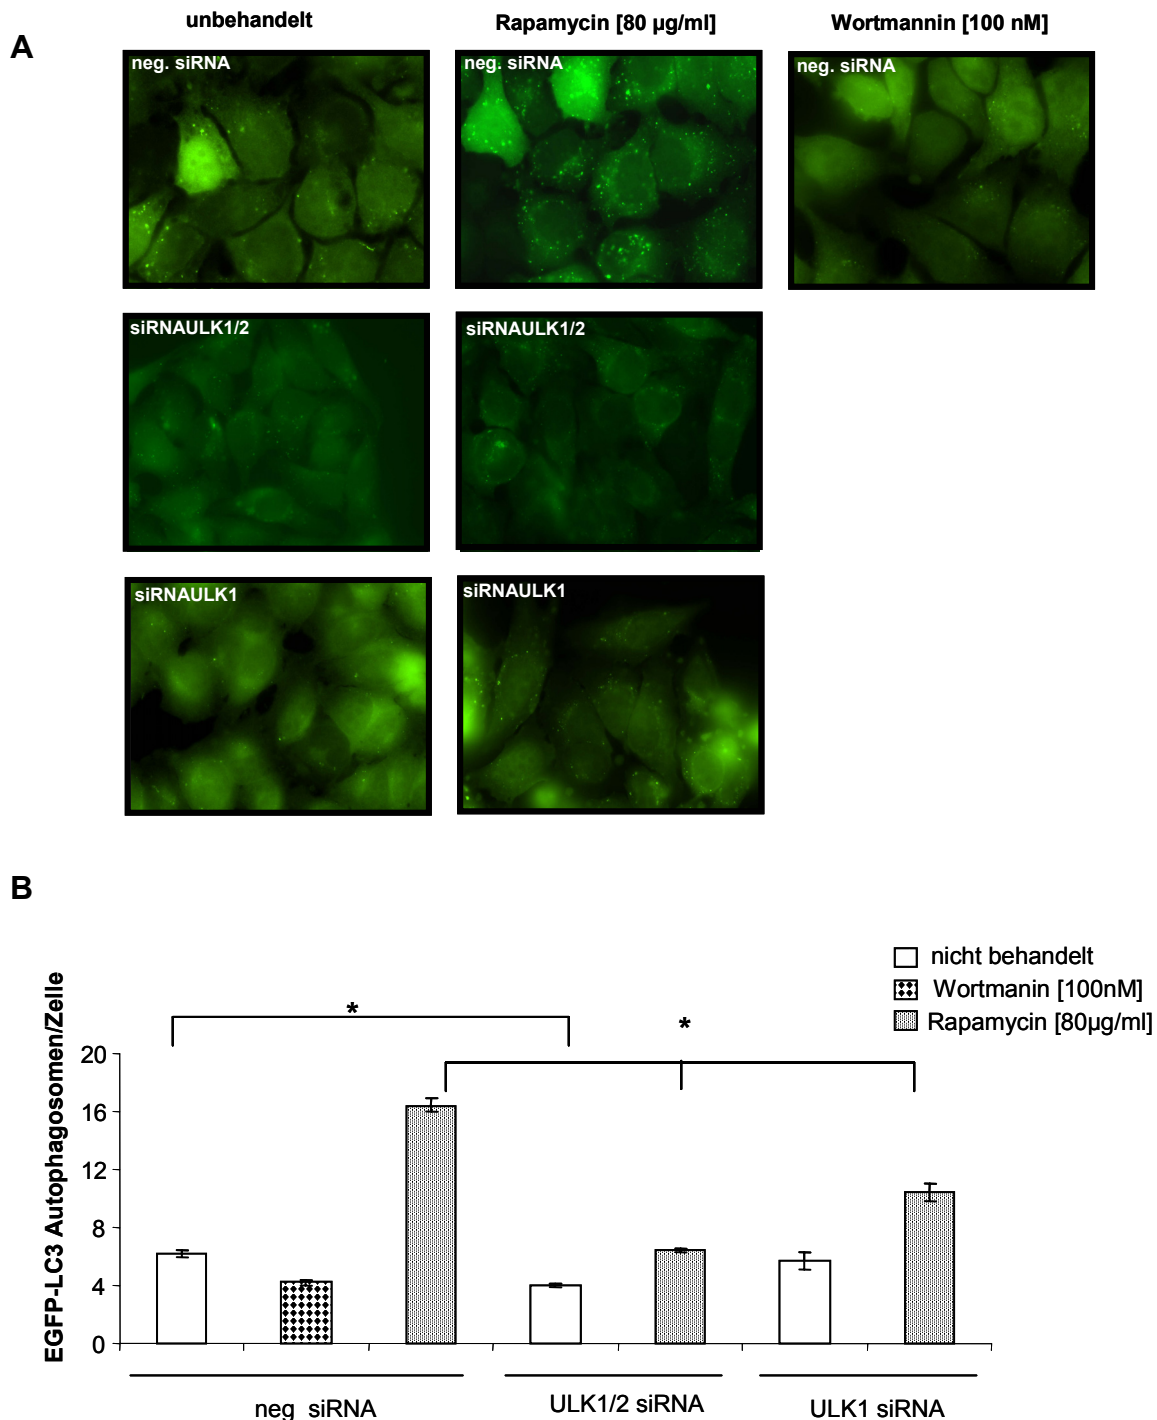 unbehandelt
Rapamycin [80 µg/ml]
Wortmannin [100 nM]
A
neg. siRNA
neg. siRNA
neg. siRNA
siRNAULK1/2
siRNAULK1/2
siRNAULK1
siRNAULK1
B
nicht behandelt
Wortmanin [100nM]
Rapamycin [80µg/ml]
*
*
EGFP-LC3 Autophagosomen/Zelle
20
16
12
8
4
0
neg siRNA
ULK1/2 siRNA
ULK1 siRNA